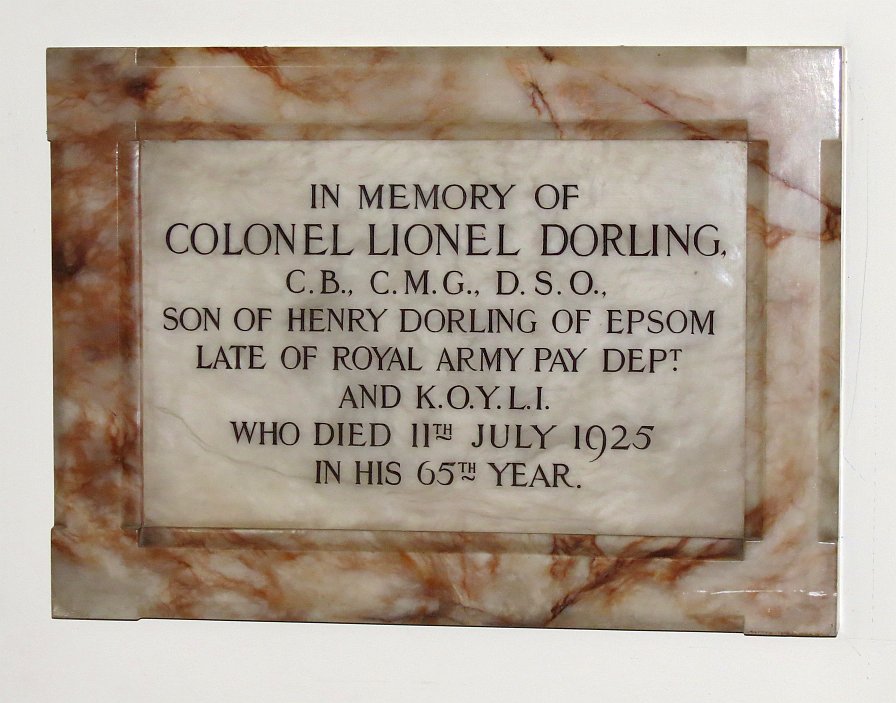 IN MEMORY OF
COLONEL LIONEL DORLING,
C.B., C.M.G., D.S.O.,
SON OF HENRY DORLING OF EPSOM
LATE OF ROYAL ARMY PAY DEPT
AND K.O.Y.L.I.
WHO DIED 11TH JULY 1925
IN HIS 65TH YEAR.